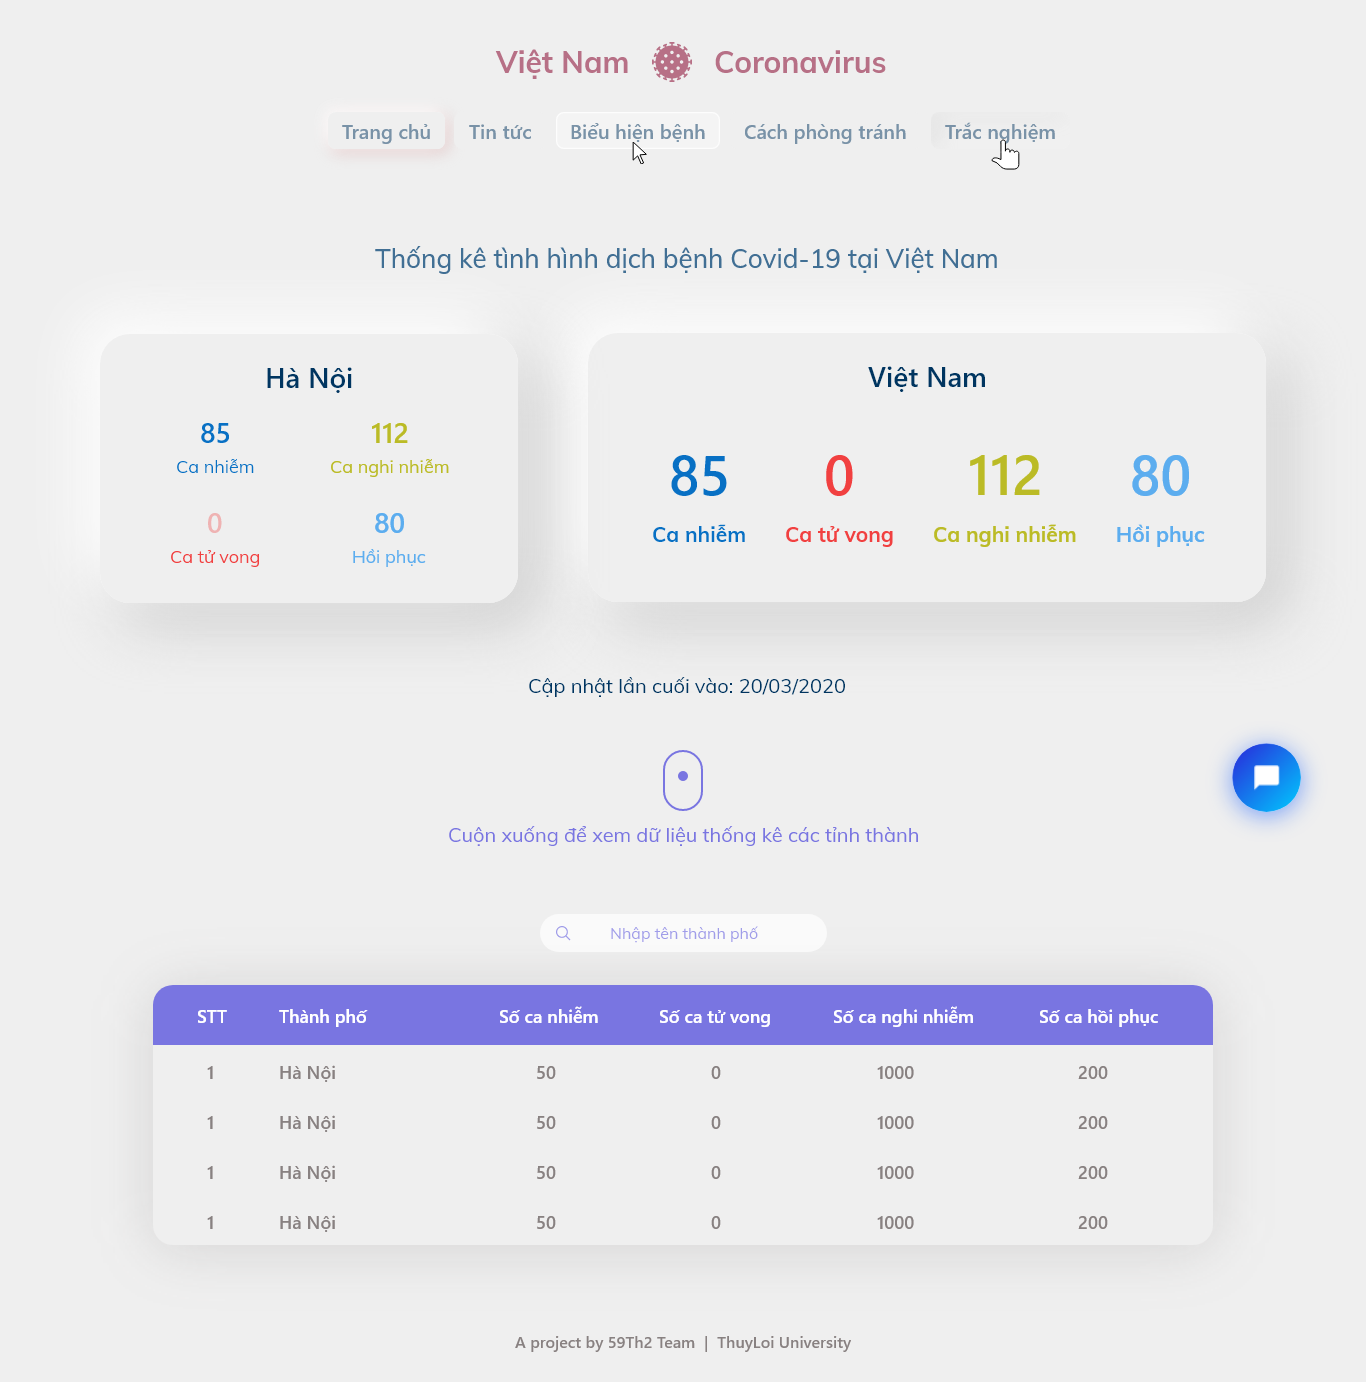 Việt Nam Coronavirus
Trang chủ Tin tức Biểu hiện bệnh Cách phòng tránh Trắc nghiệm
Thống kê tình hình dịch bệnh Covid-19 tại Việt Nam
Hà Nội
85 112
Ca nhiễm Ca nghi nhiễm
0 80
Ca tử vong Hồi phục
Việt Nam
85 0 112 80
Ca nhiễm Ca tử vong Ca nghi nhiễm Hồi phục
Cập nhật lần cuối vào: 20/03/2020
Cuộn xuống để xem dữ liệu thống kê các tỉnh thành
Nhập tên thành phố
STT Thành phố Số ca nhiễm Số ca tử vong Số ca nghi nhiễm Số ca hồi phục
1 Hà Nội 50 0 1000 200
1 Hà Nội 50 0 1000 200
1 Hà Nội 50 0 1000 200
1 Hà Nội 50 0 1000 200
A project by 59Th2 Team | ThuyLoi University